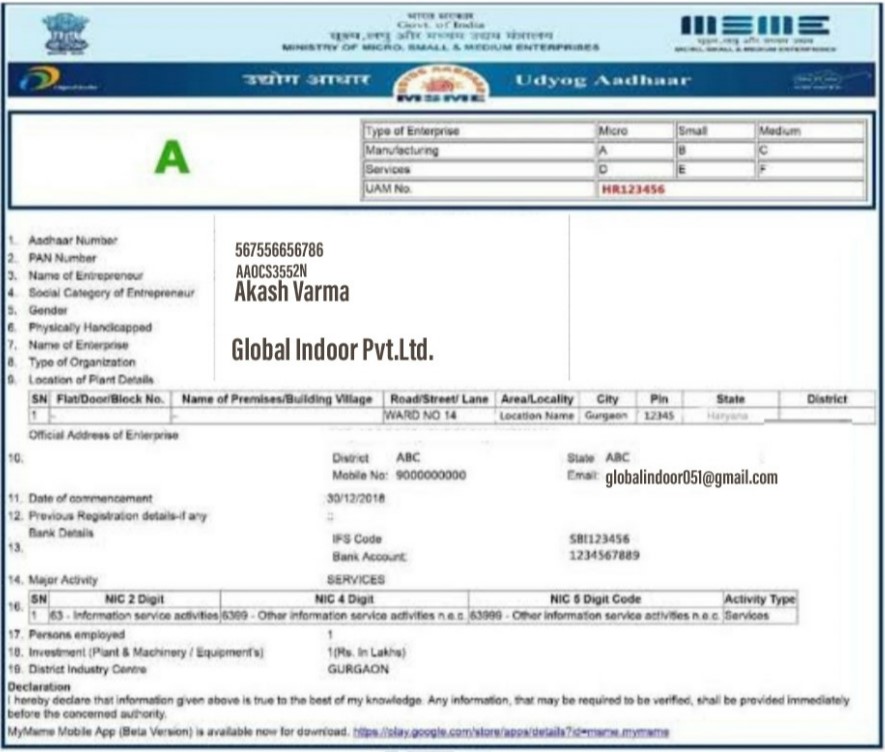 भारत सरकार
Govt. of India
सूक्ष्म, लघु और मध्यम उद्यम मंत्रालय
MINISTRY OF MICRO, SMALL & MEDIUM ENTERPRISES
MSME
MICRO, SMALL & MEDIUM ENTERPRISES
उद्योग आधार
MSME
Udyog Aadhaar
A
Type of Enterprise Micro Small Medium
Manufacturing A B C
Services D E F
UAM No. HR123456
1. Aadhaar Number 567556656786
2. PAN Number AAOCS3552N
3. Name of Entrepreneur Akash Varma
4. Social Category of Entrepreneur
5. Gender
6. Physically Handicapped
7. Name of Enterprise Global Indoor Pvt.Ltd.
8. Type of Organization
9. Location of Plant Details
SN Flat/Door/Block No. Name of Premises/Building Village Road/Street/ Lane Area/Locality City Pin State District
1 - - WARD NO 14 Location Name Gurgaon 12345 Haryana
Official Address of Enterprise
10. District ABC State ABC
Mobile No: 9000000000 Email: globalindoor051@gmail.com
11. Date of commencement 30/12/2018
12. Previous Registration details-if any ::
13. Bank Details IFS Code SBI123456
Bank Account: 1234567889
14. Major Activity SERVICES
16. SN NIC 2 Digit NIC 4 Digit NIC 5 Digit Code Activity Type
1 63 - Information service activities 6399 - Other information service activities n.e.c. 63999 - Other information service activities n.e.c. Services
17. Persons employed 1
18. Investment (Plant & Machinery / Equipment's) 1(Rs. In Lakhs)
19. District Industry Centre GURGAON
Declaration
I hereby declare that information given above is true to the best of my knowledge. Any information, that may be required to be verified, shall be provided immediately
before the concerned authority.
MyMsme Mobile App (Beta Version) is available now for download. https://play.google.com/store/apps/details?id=msme.mymsme